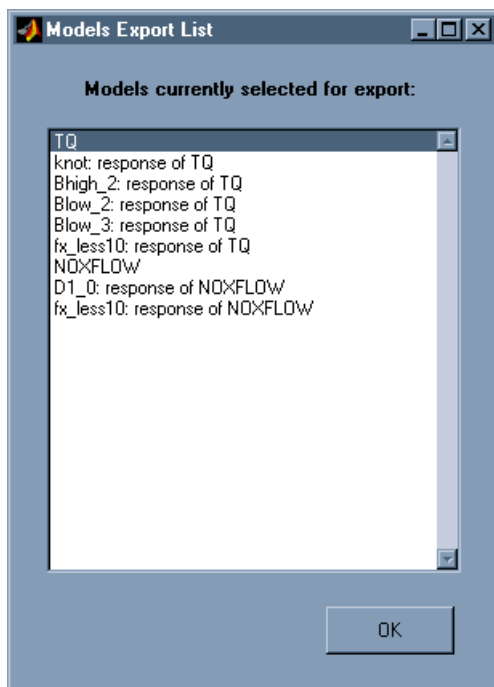 Models Export List
Models currently selected for export:
TQ
knot: response of TQ
Bhigh_2: response of TQ
Blow_2: response of TQ
Blow_3: response of TQ
fx_less10: response of TQ
NOXFLOW
D1_0: response of NOXFLOW
fx_less10: response of NOXFLOW
OK